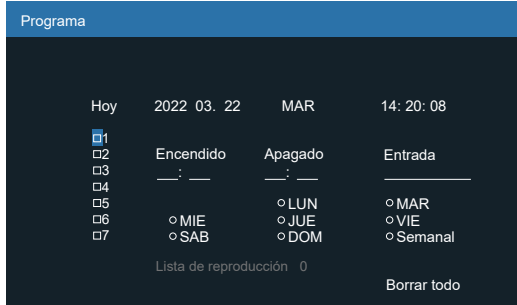 Programa
Hoy 2022 03. 22 MAR 14: 20: 08
1
2 Encendido Apagado Entrada
3 __: __ __: __ ___________
4
5 LUN MAR
6 MIE JUE VIE
7 SAB DOM Semanal
Lista de reproducción 0
Borrar todo